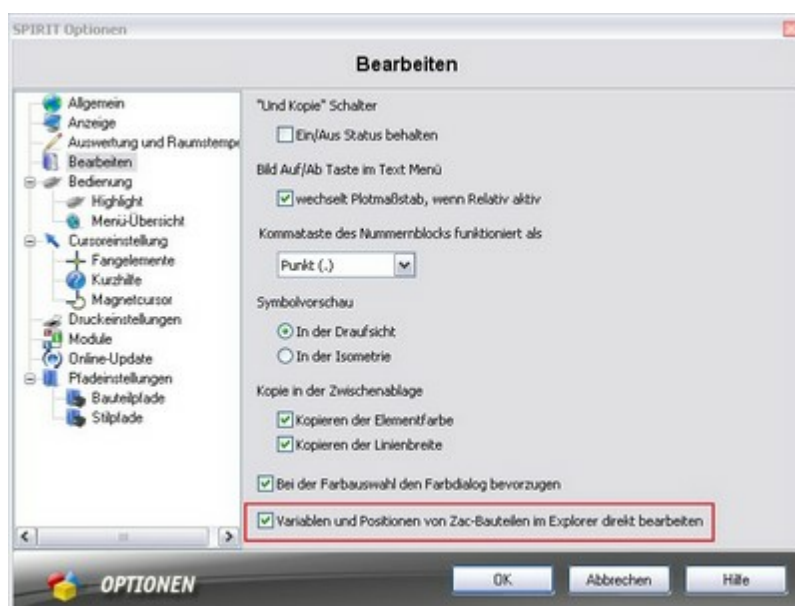 SPIRIT Optionen
Bearbeiten
Allgemein
Anzeige
Auswertung und Raumstempe
Bearbeiten
Bedienung
Highlight
Menü-Übersicht
Cursoreinstellung
Fangelemente
Kurzhilfe
Magnetcursor
Druckeinstellungen
Module
Online-Update
Pfadeinstellungen
Bauteilpfade
Stilpfade
"Und Kopie" Schalter
Ein/Aus Status behalten
Bild Auf/Ab Taste im Text Menü
wechselt Plotmaßstab, wenn Relativ aktiv
Kommataste des Nummernblocks funktioniert als
Punkt (.)
Symbolvorschau
In der Draufsicht
In der Isometrie
Kopie in der Zwischenablage
Kopieren der Elementfarbe
Kopieren der Linienbreite
Bei der Farbauswahl den Farbdialog bevorzugen
Variablen und Positionen von Zac-Bauteilen im Explorer direkt bearbeiten
OPTIONEN
OK
Abbrechen
Hilfe